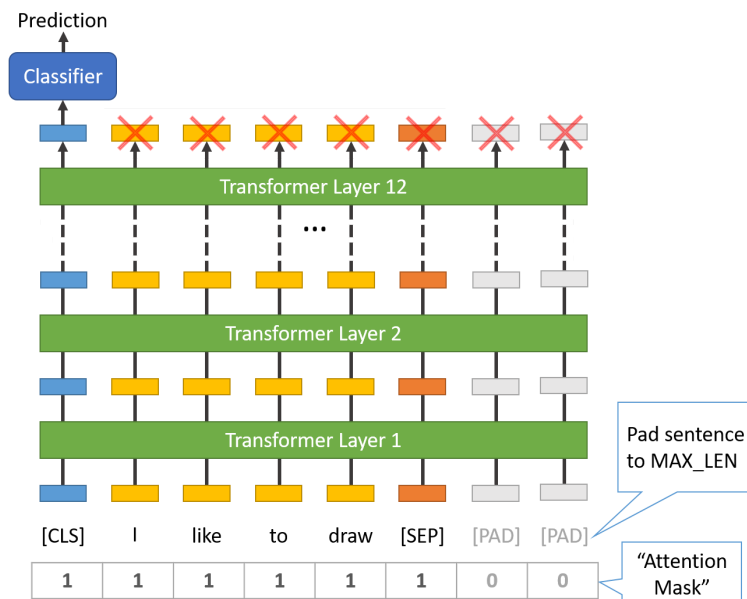 Prediction
Classifier
Transformer Layer 12
...
Transformer Layer 2
Transformer Layer 1
Pad sentence
to MAX_LEN
[CLS] I like to draw [SEP] [PAD] [PAD]
1 1 1 1 1 1 0 0
“Attention
Mask”